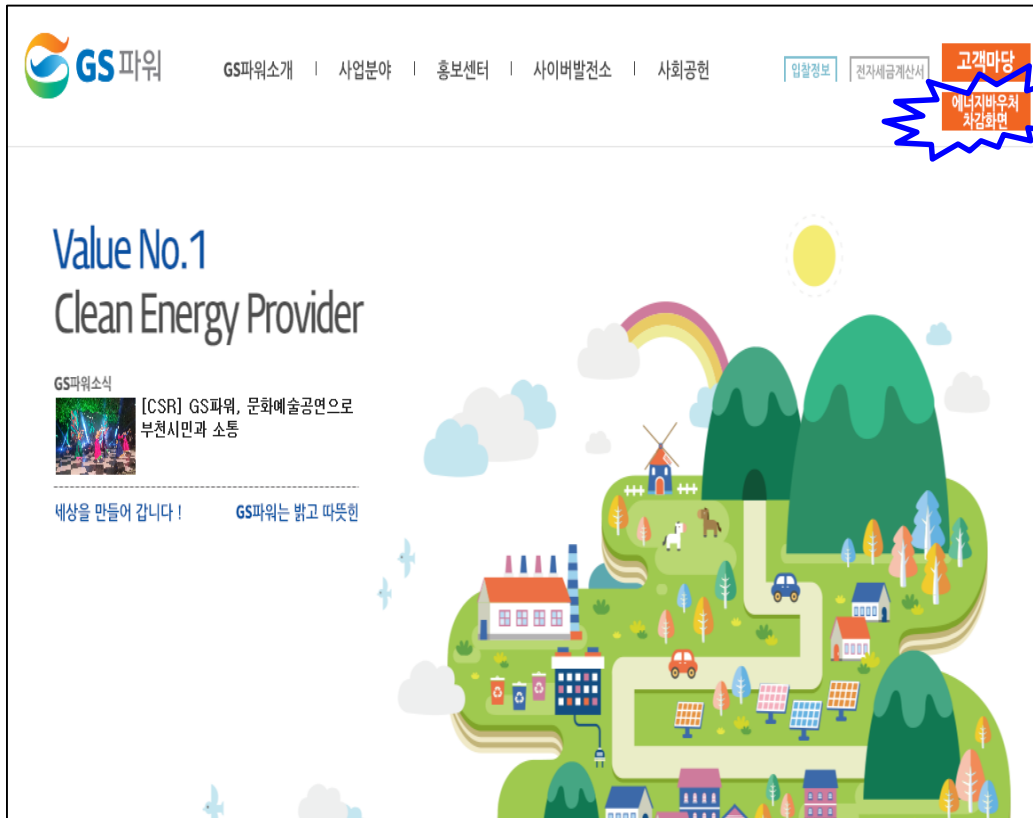 GS파워
GS파워소개 | 사업분야 | 홍보센터 | 사이버발전소 | 사회공헌
입찰정보
전자세금계산서
고객마당
에너지바우처
차감화면
Value No.1
Clean Energy Provider
GS파워소식
[CSR] GS파워, 문화예술공연으로
부천시민과 소통
세상을 만들어 갑니다 !
GS파워는 밝고 따뜻한